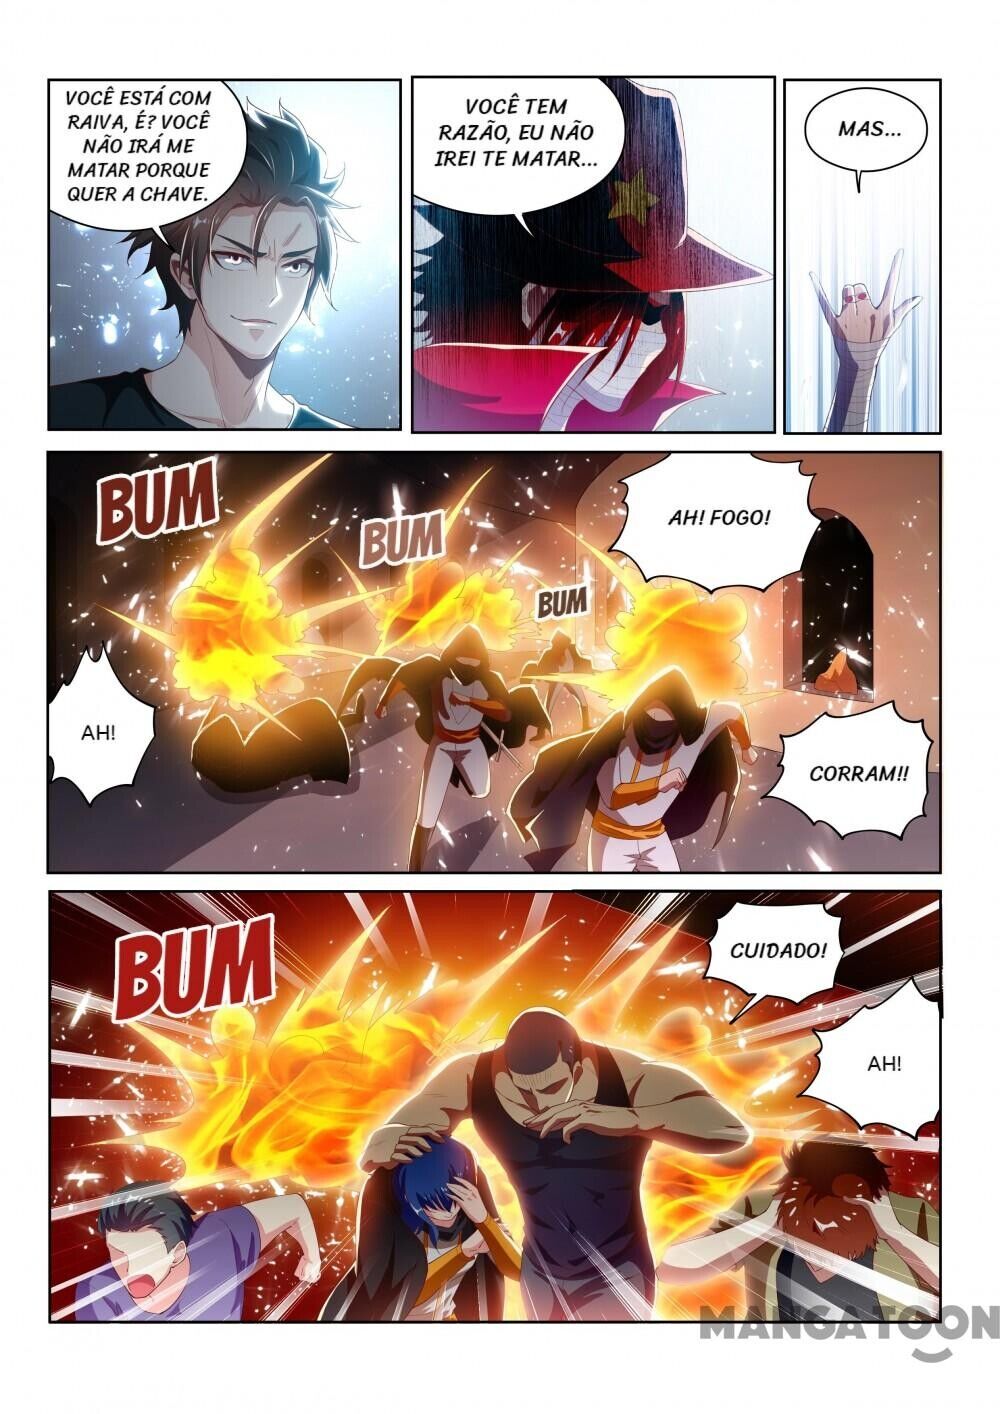 VOCÊ ESTÁ COM
RAIVA, É? VOCÊ
NÃO IRÁ ME
MATAR PORQUE
QUER A CHAVE.
VOCÊ TEM
RAZÃO, EU NÃO
IREI TE MATAR...
MAS...
BUM
BUM
BUM
AH! FOGO!
AH!
CORRAM!!
BUM
CUIDADO!
AH!
MANGATOON